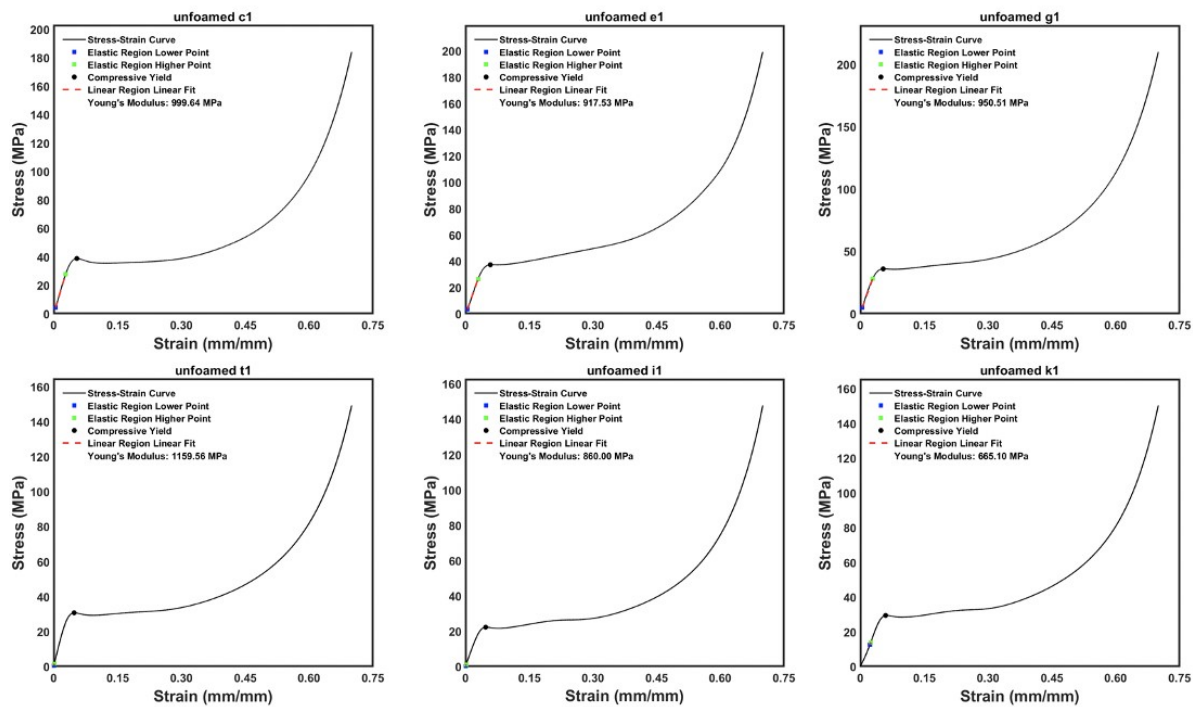 unfoamed c1
200
180
160
140
120
100
80
60
40
20
0
Stress (MPa)
Stress-Strain Curve
Elastic Region Lower Point
Elastic Region Higher Point
Compressive Yield
Linear Region Linear Fit
Young's Modulus: 999.64 MPa
0 0.15 0.30 0.45 0.60 0.75
Strain (mm/mm)
unfoamed e1
200
180
160
140
120
100
80
60
40
20
0
Stress (MPa)
Stress-Strain Curve
Elastic Region Lower Point
Elastic Region Higher Point
Compressive Yield
Linear Region Linear Fit
Young's Modulus: 917.53 MPa
0 0.15 0.30 0.45 0.60 0.75
Strain (mm/mm)
unfoamed g1
200
150
100
50
0
Stress (MPa)
Stress-Strain Curve
Elastic Region Lower Point
Elastic Region Higher Point
Compressive Yield
Linear Region Linear Fit
Young's Modulus: 950.51 MPa
0 0.15 0.30 0.45 0.60 0.75
Strain (mm/mm)
unfoamed t1
160
140
120
100
80
60
40
20
0
Stress (MPa)
Stress-Strain Curve
Elastic Region Lower Point
Elastic Region Higher Point
Compressive Yield
Linear Region Linear Fit
Young's Modulus: 1159.56 MPa
0 0.15 0.30 0.45 0.60 0.75
Strain (mm/mm)
unfoamed i1
160
140
120
100
80
60
40
20
0
Stress (MPa)
Stress-Strain Curve
Elastic Region Lower Point
Elastic Region Higher Point
Compressive Yield
Linear Region Linear Fit
Young's Modulus: 860.00 MPa
0 0.15 0.30 0.45 0.60 0.75
Strain (mm/mm)
unfoamed k1
160
140
120
100
80
60
40
20
0
Stress (MPa)
Stress-Strain Curve
Elastic Region Lower Point
Elastic Region Higher Point
Compressive Yield
Linear Region Linear Fit
Young's Modulus: 665.10 MPa
0 0.15 0.30 0.45 0.60 0.75
Strain (mm/mm)